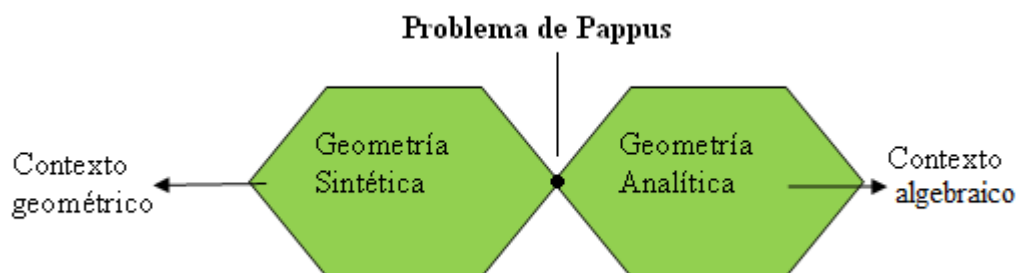 Problema de Pappus
Geometría
Sintética
Geometría
Analítica
Contexto
geométrico
Contexto
algebraico